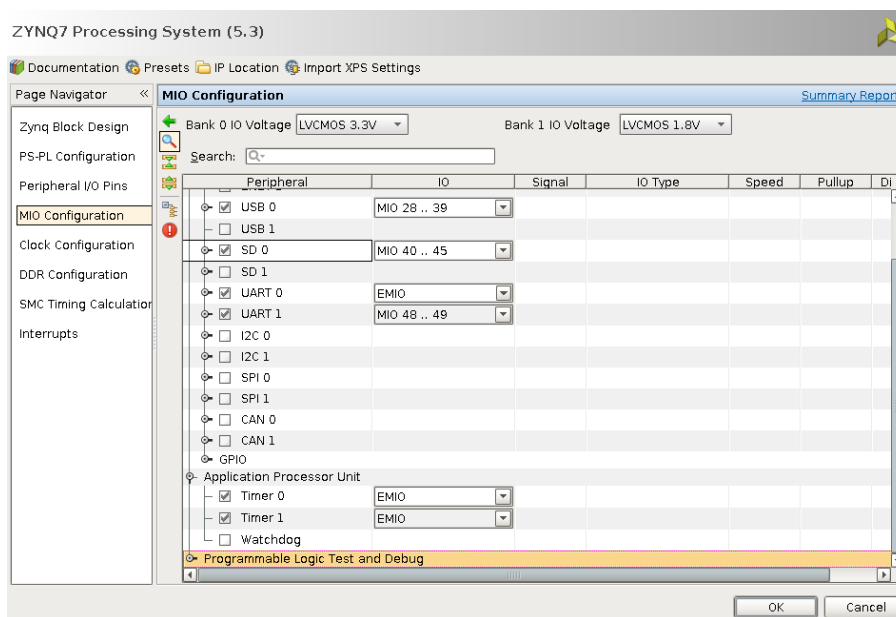 ZYNQ7 Processing System (5.3)
Documentation Presets IP Location Import XPS Settings
Page Navigator «
MIO Configuration Summary Report
Zynq Block Design
PS-PL Configuration
Peripheral I/O Pins
MIO Configuration
Clock Configuration
DDR Configuration
SMC Timing Calculation
Interrupts
Bank 0 IO Voltage LVCMOS 3.3V Bank 1 IO Voltage LVCMOS 1.8V
Search:
Peripheral IO Signal IO Type Speed Pullup Di
USB 0 MIO 28 .. 39
USB 1
SD 0 MIO 40 .. 45
SD 1
UART 0 EMIO
UART 1 MIO 48 .. 49
I2C 0
I2C 1
SPI 0
SPI 1
CAN 0
CAN 1
GPIO
Application Processor Unit
Timer 0 EMIO
Timer 1 EMIO
Watchdog
Programmable Logic Test and Debug
OK Cancel